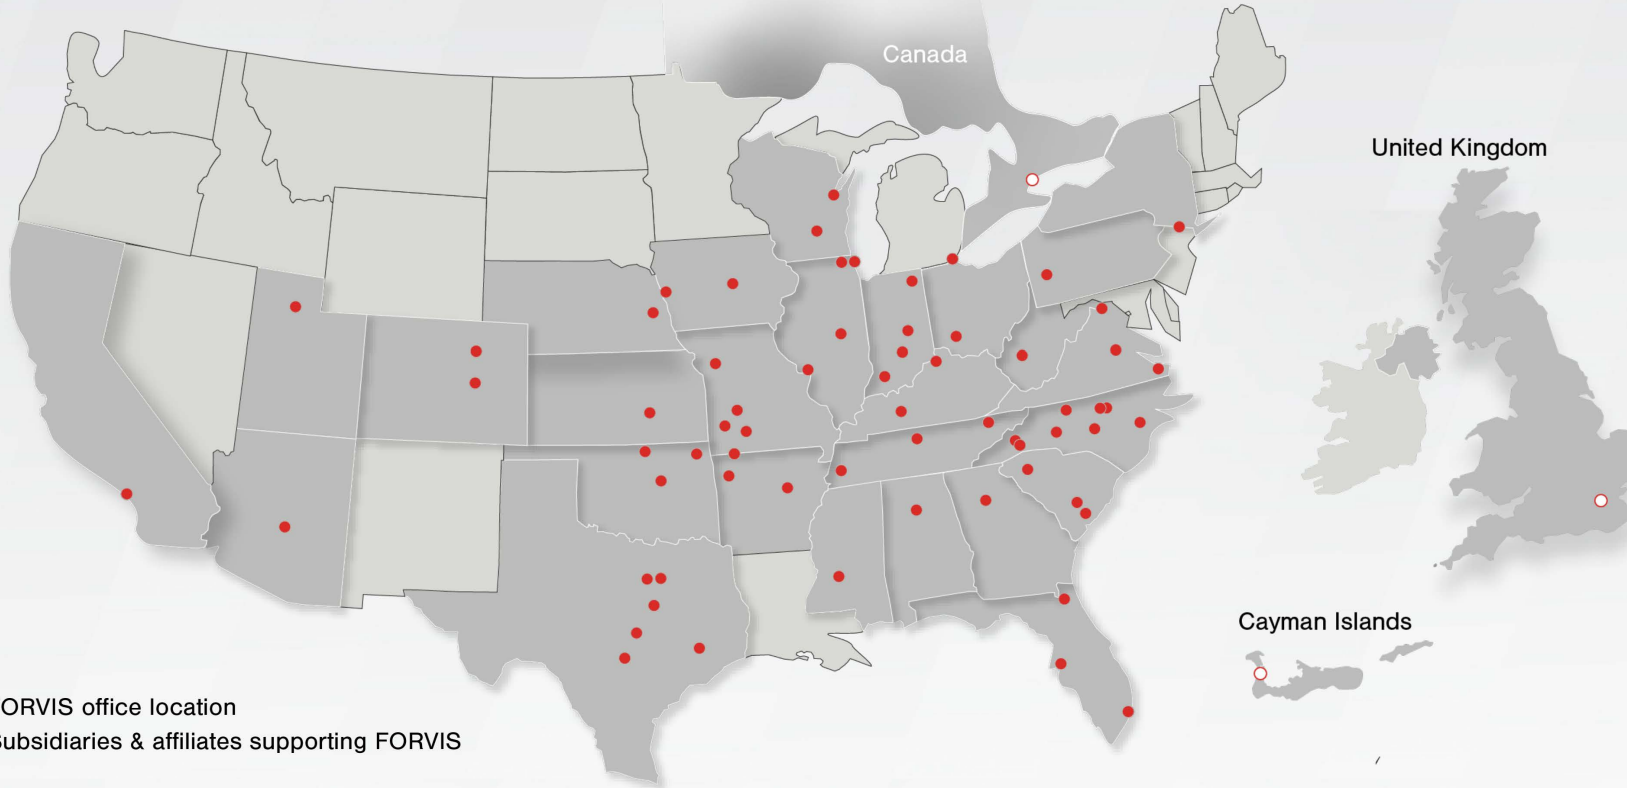 Canada
United Kingdom
Cayman Islands
ORVIS office location
ubsidiaries & affiliates supporting FORVIS